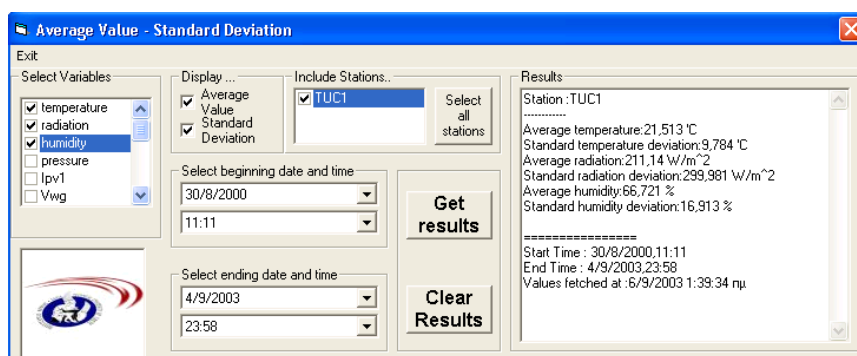 Average Value - Standard Deviation
Exit
Select Variables
temperature
radiation
humidity
pressure
Ipv1
Vwg
Display ...
Average
Value
Standard
Deviation
Include Stations..
TUC1
Select
all
stations
Select beginning date and time
30/8/2000
11:11
Select ending date and time
4/9/2003
23:58
Get
results
Clear
Results
Results
Station :TUC1
------------
Average temperature:21,513 'C
Standard temperature deviation:9,784 'C
Average radiation:211,14 W/m^2
Standard radiation deviation:299,981 W/m^2
Average humidity:66,721 %
Standard humidity deviation:16,913 %
================
Start Time : 30/8/2000,11:11
End Time : 4/9/2003,23:58
Values fetched at :6/9/2003 1:39:34 πμ